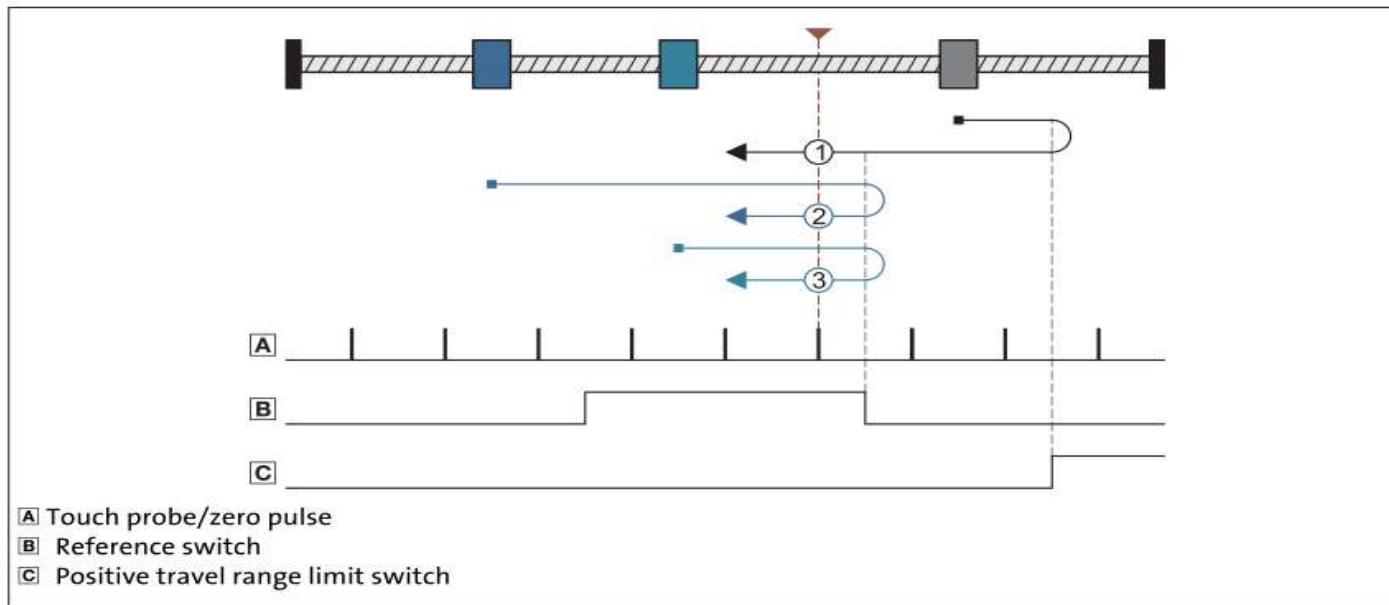 1
2
3
A
B
C
A Touch probe/zero pulse
B Reference switch
C Positive travel range limit switch